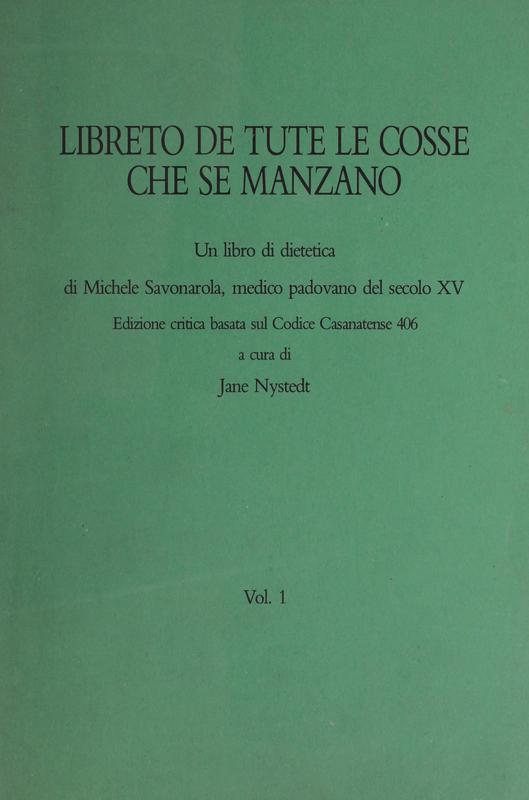 LIBRETO DE TUTE LE COSSE
CHE SE MANZANO
Un libro di dietetica
di Michele Savonarola, medico padovano del secolo XV
Edizione critica basata sul Codice Casanatense 406
a cura di
Jane Nystedt
Vol. 1